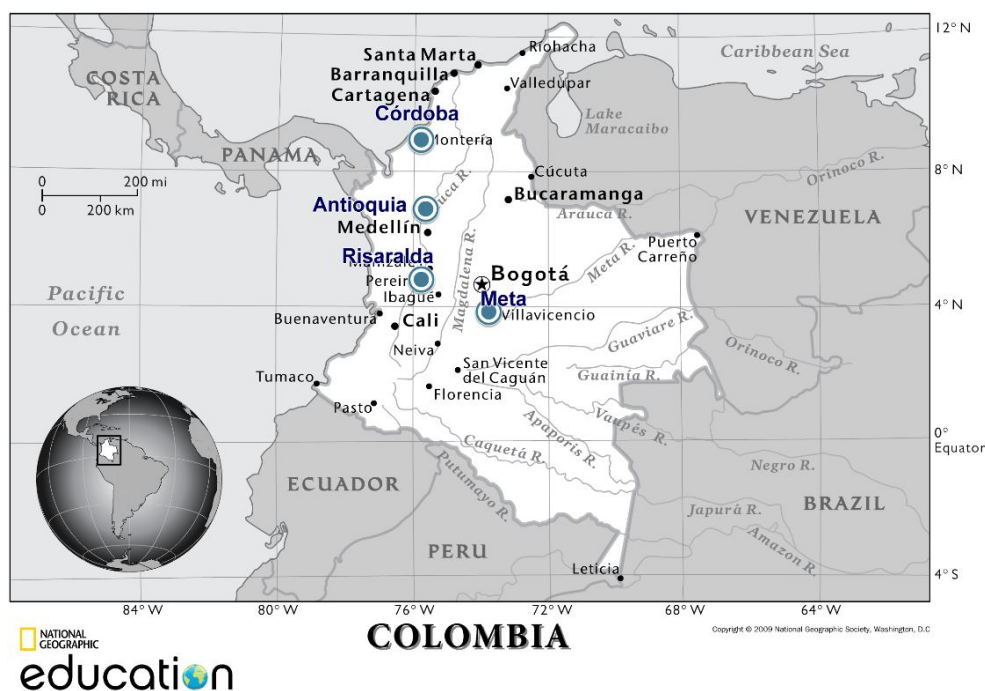 12° N
Caribbean Sea
Santa Marta
Riohacha
Barranquilla
Valledupar
Cartagena
COSTA
RICA
Córdoba
Lake
Maracaibo
Montería
PANAMA
8° N
Cúcuta
Orinoco R.
0 200 mi
0 200 km
Bucaramanga
Antioquia
Arauca R.
VENEZUELA
Medellín
Puerto
Carreño
Risaralda
Meta R.
Magdalena R.
Bogotá
Pacific
Ocean
Ibagué
Meta
4° N
Villavicencio
Buenaventura
Cali
Guaviare R.
Neiva
Orinoco R.
San Vicente
del Caguán
Guainía R.
Tumaco
Florencia
Pasto
Vaupés R.
Apaporis R.
0°
Equator
Caquetá R.
Negro R.
ECUADOR
Putumayo R.
BRAZIL
Japurá R.
PERU
Amazon R.
Leticia
4° S
84° W
80° W
76° W
72° W
68° W
64° W
COLOMBIA
Copyright © 2009 National Geographic Society, Washington, D.C
NATIONAL
GEOGRAPHIC
education